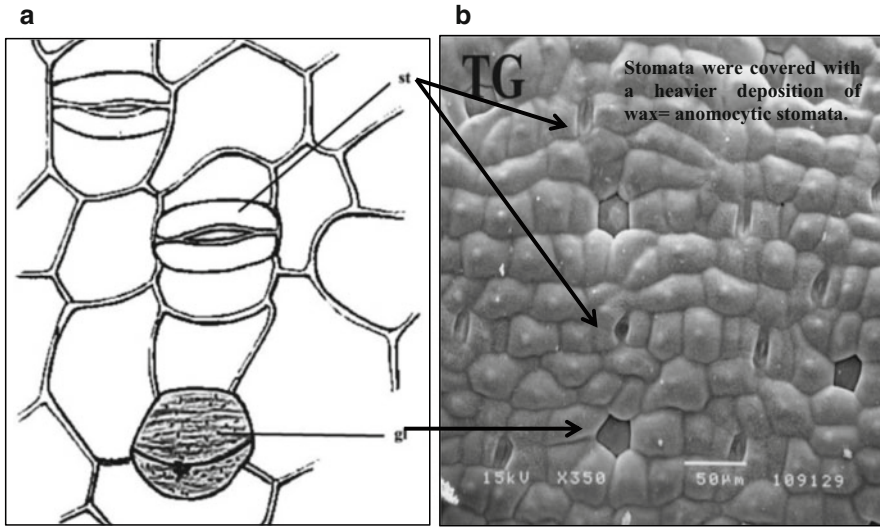 a
b
st
gl
TG
Stomata were covered with
a heavier deposition of
wax= anomocytic stomata.
15kV X350 50µm 109129